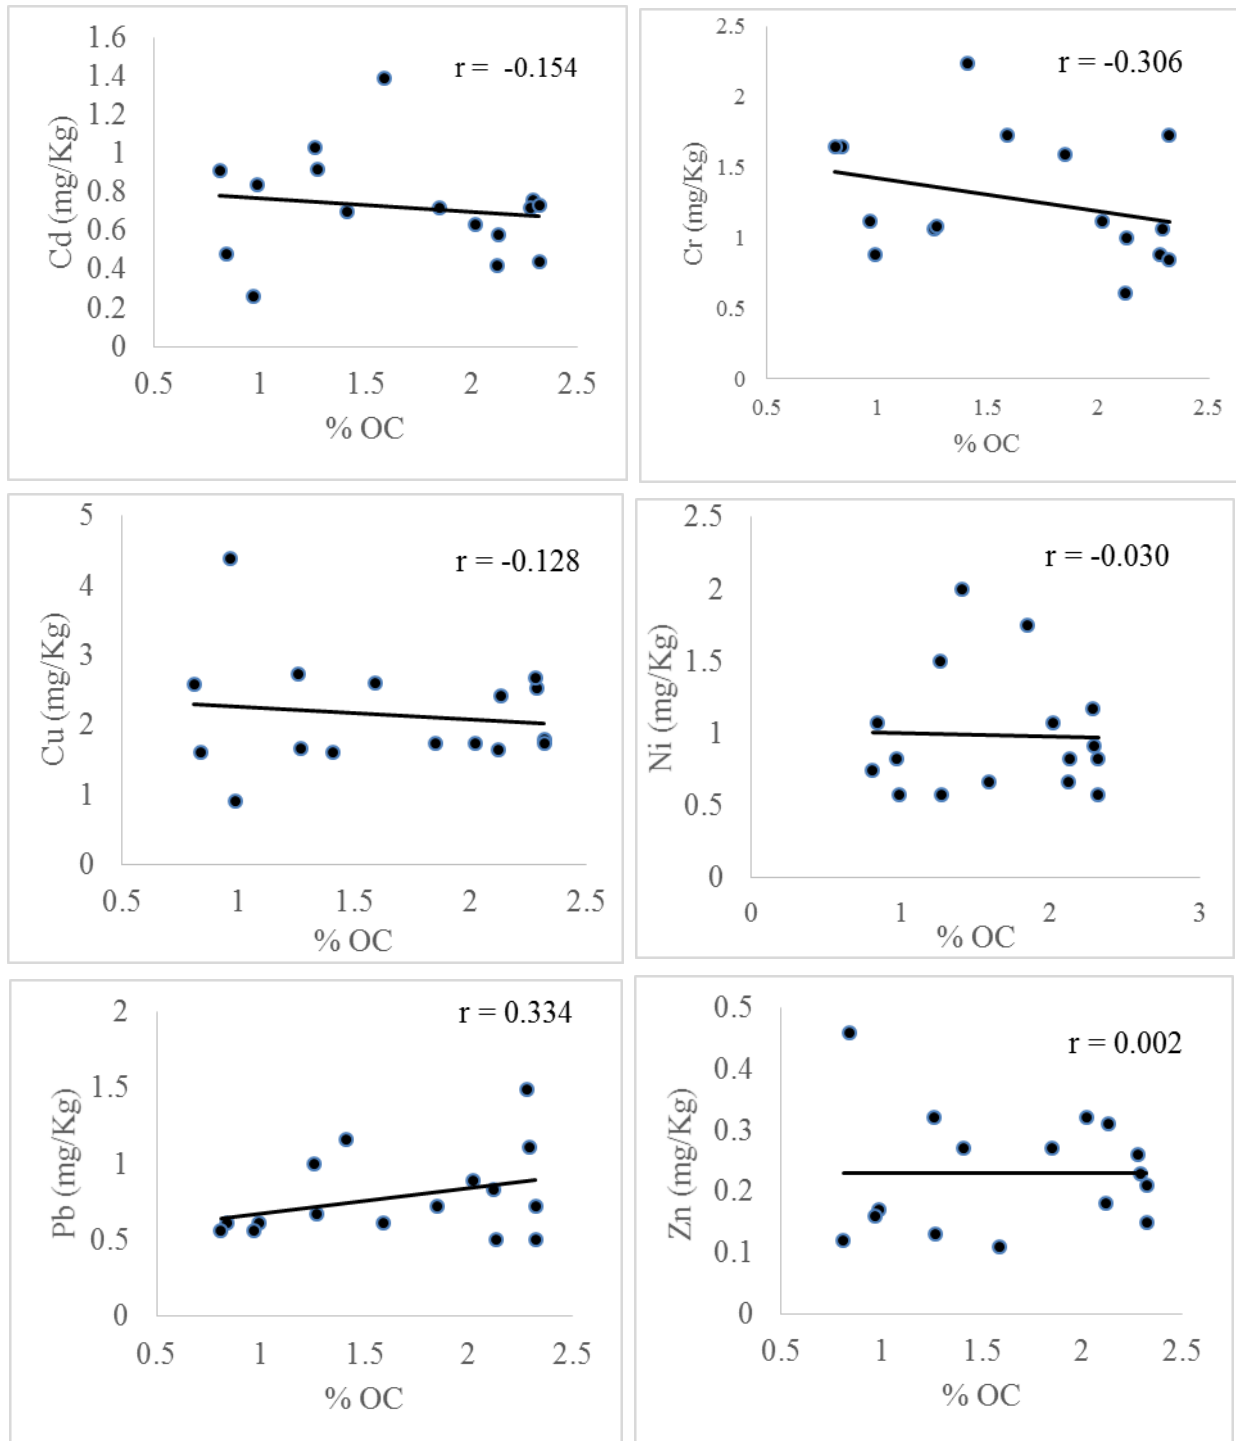 1.6
1.4
1.2
1
0.8
0.6
0.4
0.2
0
Cd (mg/Kg)
r = -0.154
0.5 1 1.5 2 2.5
% OC
2.5
2
1.5
1
0.5
0
Cr (mg/Kg)
r = -0.306
0.5 1 1.5 2 2.5
% OC
5
4
3
2
1
0
Cu (mg/Kg)
r = -0.128
0.5 1 1.5 2 2.5
% OC
2.5
2
1.5
1
0.5
0
Ni (mg/Kg)
r = -0.030
0 1 2 3
% OC
2
1.5
1
0.5
0
Pb (mg/Kg)
r = 0.334
0.5 1 1.5 2 2.5
% OC
0.5
0.4
0.3
0.2
0.1
0
Zn (mg/Kg)
r = 0.002
0.5 1 1.5 2 2.5
% OC